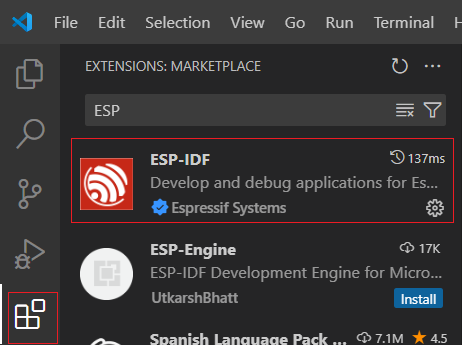 File Edit Selection View Go Run Terminal
EXTENSIONS: MARKETPLACE
ESP
ESP-IDF 137ms
Develop and debug applications for Es...
Espressif Systems
ESP-Engine 17K
ESP-IDF Development Engine for Micro...
UtkarshBhatt Install
Spanish Language Pack ... 7.1M 4.5